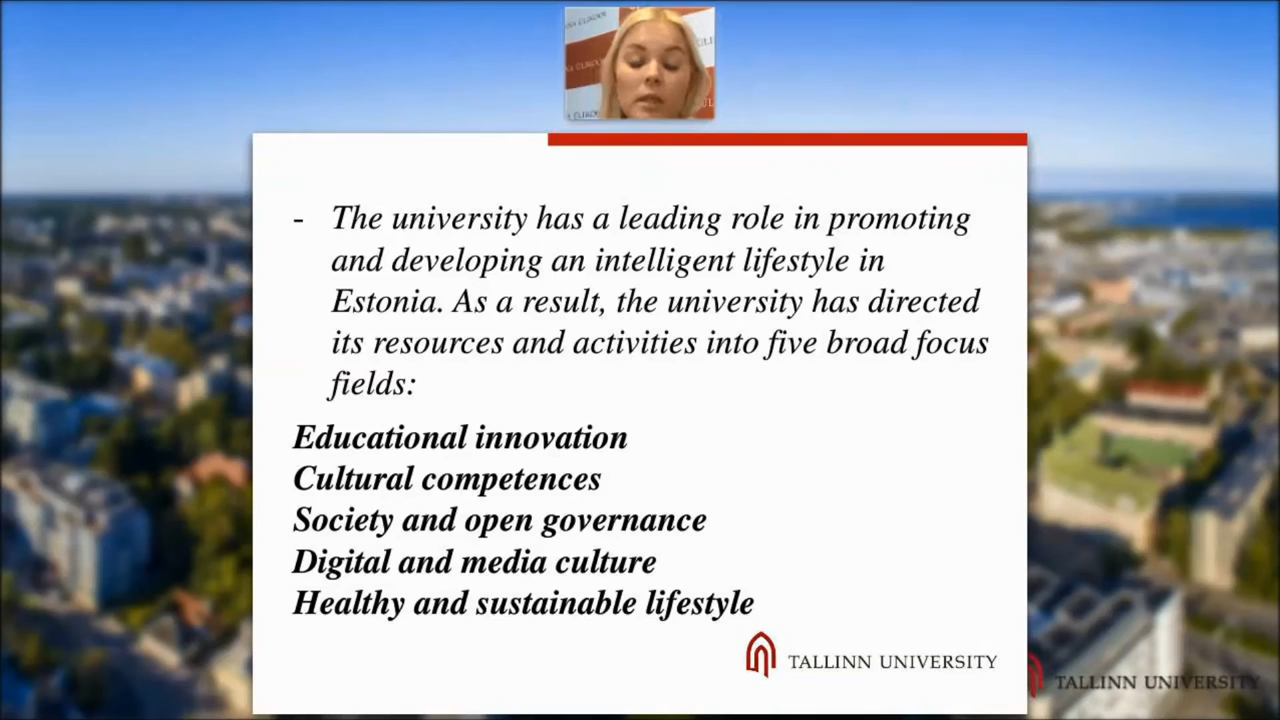 - The university has a leading role in promoting
and developing an intelligent lifestyle in
Estonia. As a result, the university has directed
its resources and activities into five broad focus
fields:
Educational innovation
Cultural competences
Society and open governance
Digital and media culture
Healthy and sustainable lifestyle
TALLINN UNIVERSITY
TALLINN UNIVERSITY